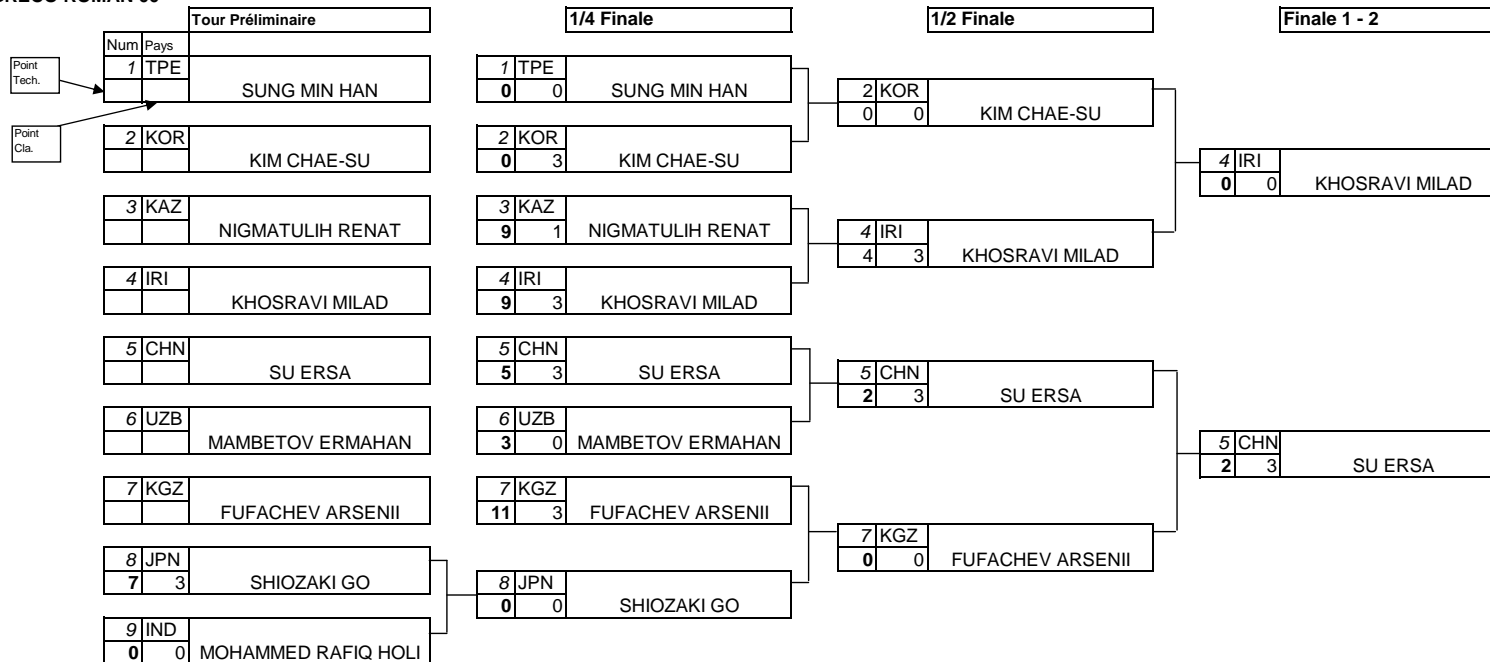 Tour Préliminaire 1/4 Finale 1/2 Finale Finale 1 - 2
Num Pays
Point
Tech.
Point
Cla.
1 TPE
SUNG MIN HAN
2 KOR
KIM CHAE-SU
3 KAZ
NIGMATULIH RENAT
4 IRI
KHOSRAVI MILAD
5 CHN
SU ERSA
6 UZB
MAMBETOV ERMAHAN
7 KGZ
FUFACHEV ARSENII
8 JPN
7 3 SHIOZAKI GO
9 IND
0 0 MOHAMMED RAFIQ HOLI
1 TPE
0 0 SUNG MIN HAN
2 KOR
0 3 KIM CHAE-SU
3 KAZ
9 1 NIGMATULIH RENAT
4 IRI
9 3 KHOSRAVI MILAD
5 CHN
5 3 SU ERSA
6 UZB
3 0 MAMBETOV ERMAHAN
7 KGZ
11 3 FUFACHEV ARSENII
8 JPN
0 0 SHIOZAKI GO
2 KOR
0 0 KIM CHAE-SU
4 IRI
4 3 KHOSRAVI MILAD
5 CHN
2 3 SU ERSA
7 KGZ
0 0 FUFACHEV ARSENII
4 IRI
0 0 KHOSRAVI MILAD
5 CHN
2 3 SU ERSA